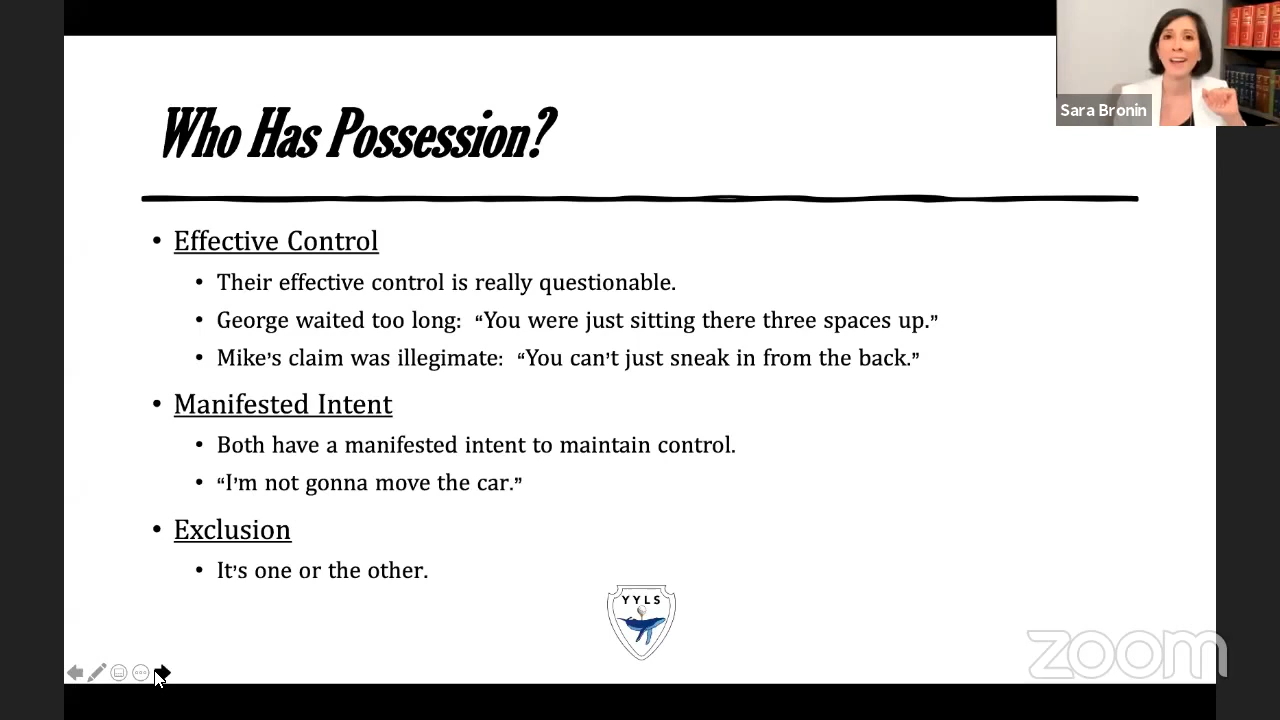 Who Has Possession?
Sara Bronin
• Effective Control
• Their effective control is really questionable.
• George waited too long: “You were just sitting there three spaces up.”
• Mike’s claim was illegimate: “You can’t just sneak in from the back.”
• Manifested Intent
• Both have a manifested intent to maintain control.
• “I’m not gonna move the car.”
• Exclusion
• It’s one or the other.
YYLS
zoom